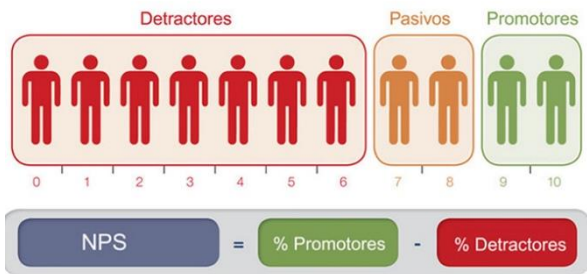 Detractores Pasivos Promotores
0 1 2 3 4 5 6 7 8 9 10
NPS = % Promotores - % Detractores